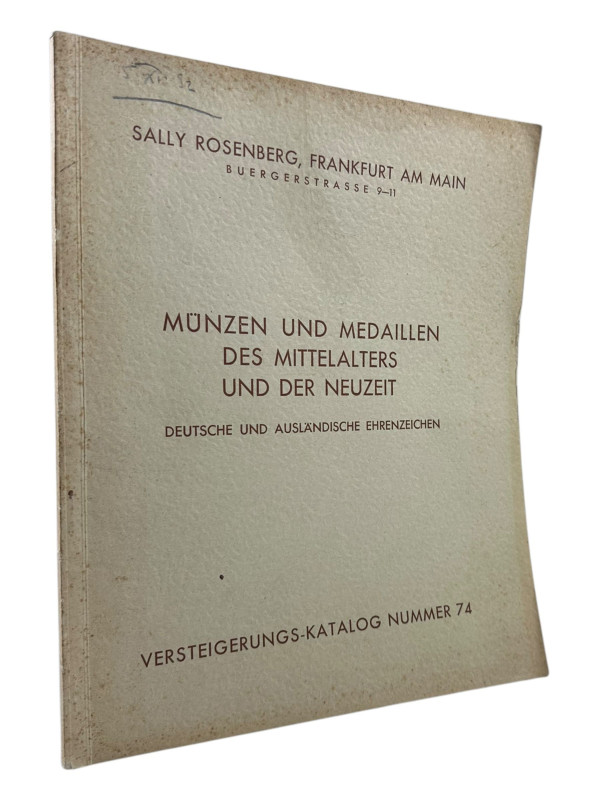 SALLY ROSENBERG, FRANKFURT AM MAIN
BUERGERSTRASSE 9–11
MÜNZEN UND MEDAILLEN
DES MITTELALTERS
UND DER NEUZEIT
DEUTSCHE UND AUSLÄNDISCHE EHRENZEICHEN
VERSTEIGERUNGS-KATALOG NUMMER 74